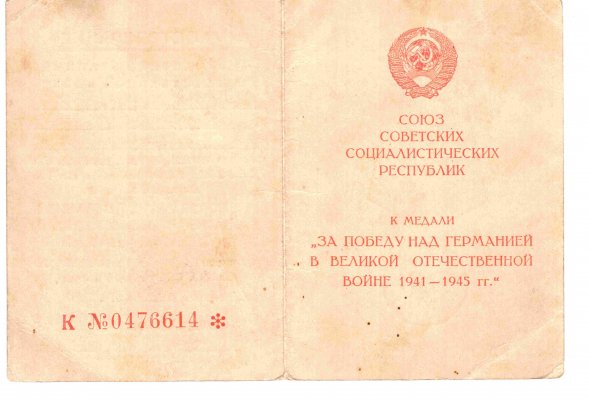 К №0476614 *
СОЮЗ
СОВЕТСКИХ
СОЦИАЛИСТИЧЕСКИХ
РЕСПУБЛИК
К МЕДАЛИ
„ЗА ПОБЕДУ НАД ГЕРМАНИЕЙ
В ВЕЛИКОЙ ОТЕЧЕСТВЕННОЙ
ВОЙНЕ 1941—1945 гг.“